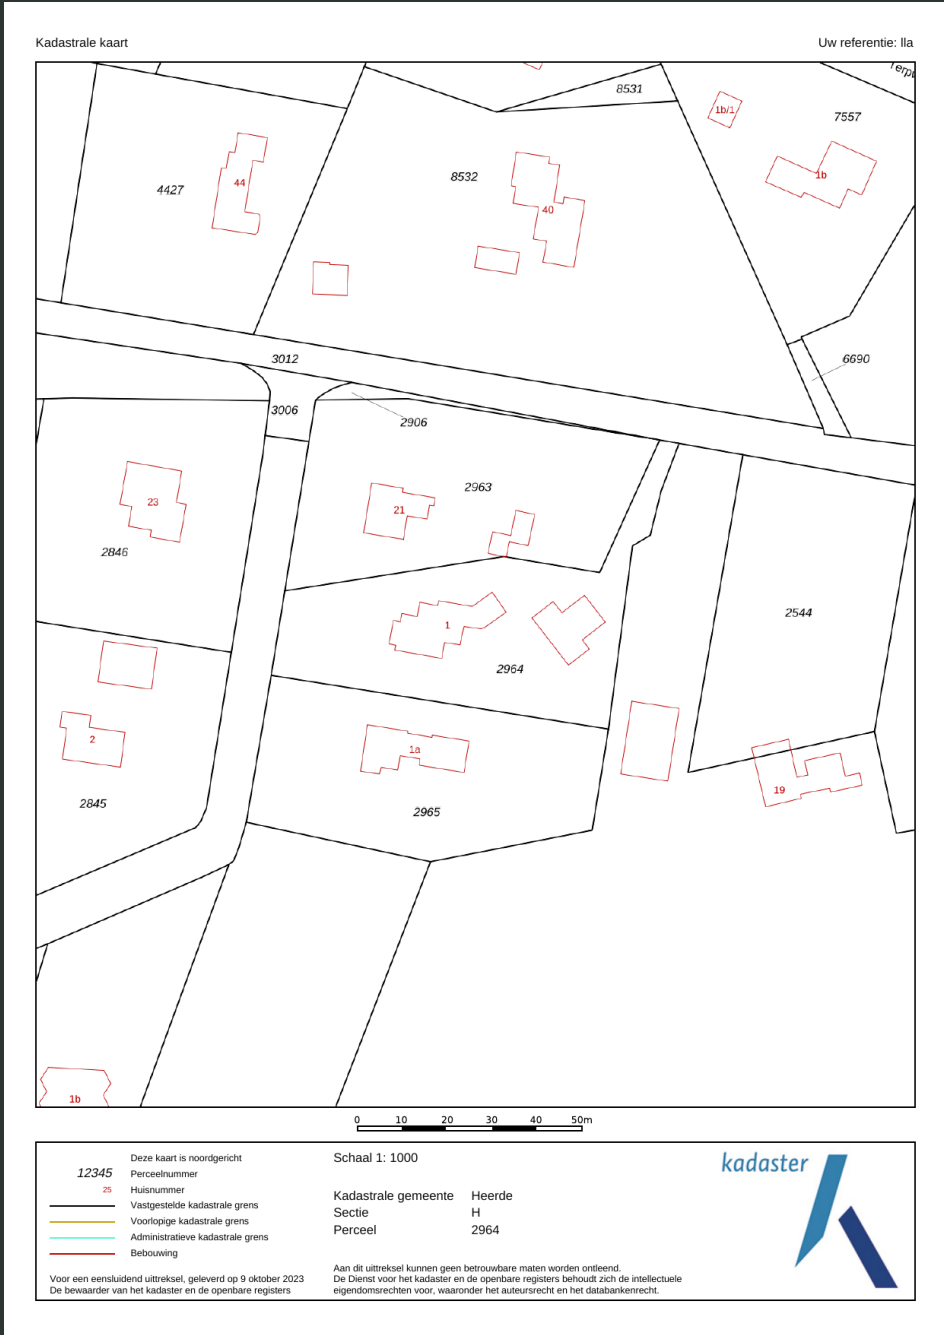 Kadastrale kaart
Uw referentie: lla
8531
1b/1
7557
8532
1b
44
4427
40
3012
6690
3006
2906
2963
23
21
2846
2544
1
2964
2
1a
19
2845
2965
1b
0 10 20 30 40 50m
Deze kaart is noordgericht
12345 Perceelnummer
25 Huisnummer
Vastgestelde kadastrale grens
Voorlopige kadastrale grens
Administratieve kadastrale grens
Bebouwing
Voor een eensluidend uittreksel, geleverd op 9 oktober 2023
De bewaarder van het kadaster en de openbare registers
Schaal 1: 1000
Kadastrale gemeente Heerde
Sectie H
Perceel 2964
Aan dit uittreksel kunnen geen betrouwbare maten worden ontleend.
De Dienst voor het kadaster en de openbare registers behoudt zich de intellectuele
eigendomsrechten voor, waaronder het auteursrecht en het databankenrecht.
kadaster